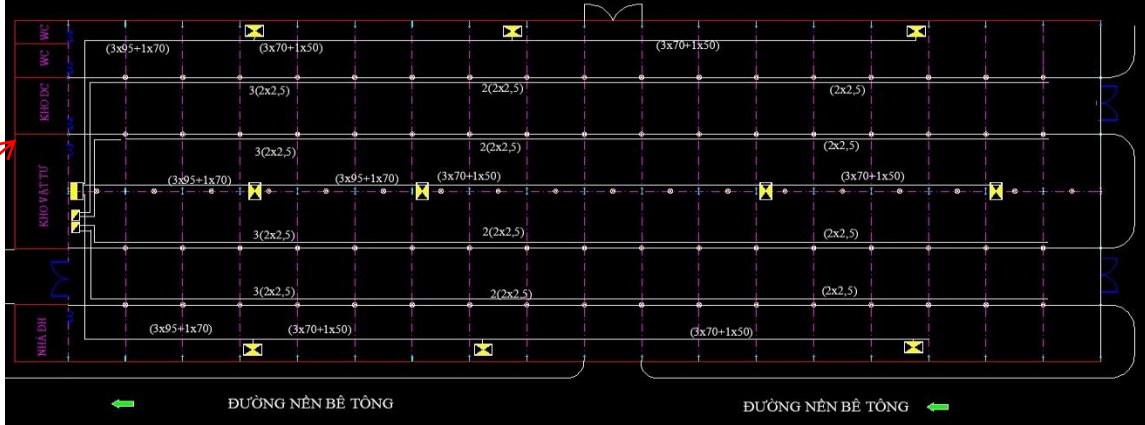 WC
(3x95+1x70)
(3x70+1x50)
(3x70+1x50)
WC
KHO DC
3(2x2,5)
2(2x2,5)
(2x2,5)
3(2x2,5)
2(2x2,5)
(2x2,5)
KHO VẬT TƯ
(3x95+1x70)
(3x95+1x70)
(3x70+1x50)
(3x70+1x50)
3(2x2,5)
2(2x2,5)
(2x2,5)
3(2x2,5)
2(2x2.5)
(2x2,5)
NHÀ ĐH
(3x95+1x70)
(3x70+1x50)
(3x70+1x50)
ĐƯỜNG NỀN BÊ TÔNG
ĐƯỜNG NỀN BÊ TÔNG